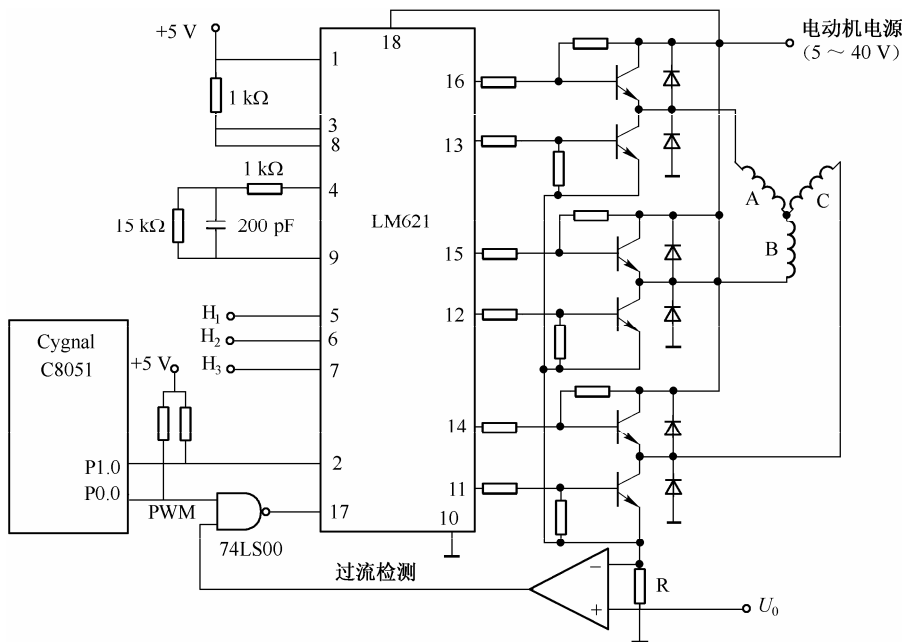 +5 V
18
电动机电源
(5 ～ 40 V)
1
16
1 kΩ
3
8
13
1 kΩ
4
A
C
15 kΩ
200 pF
LM621
B
9
15
H₁
5
12
H₂
6
H₃
7
Cygnal
C8051
+5 V
14
P1.0
2
11
P0.0
PWM
17
10
74LS00
过流检测
−
R
+
U₀